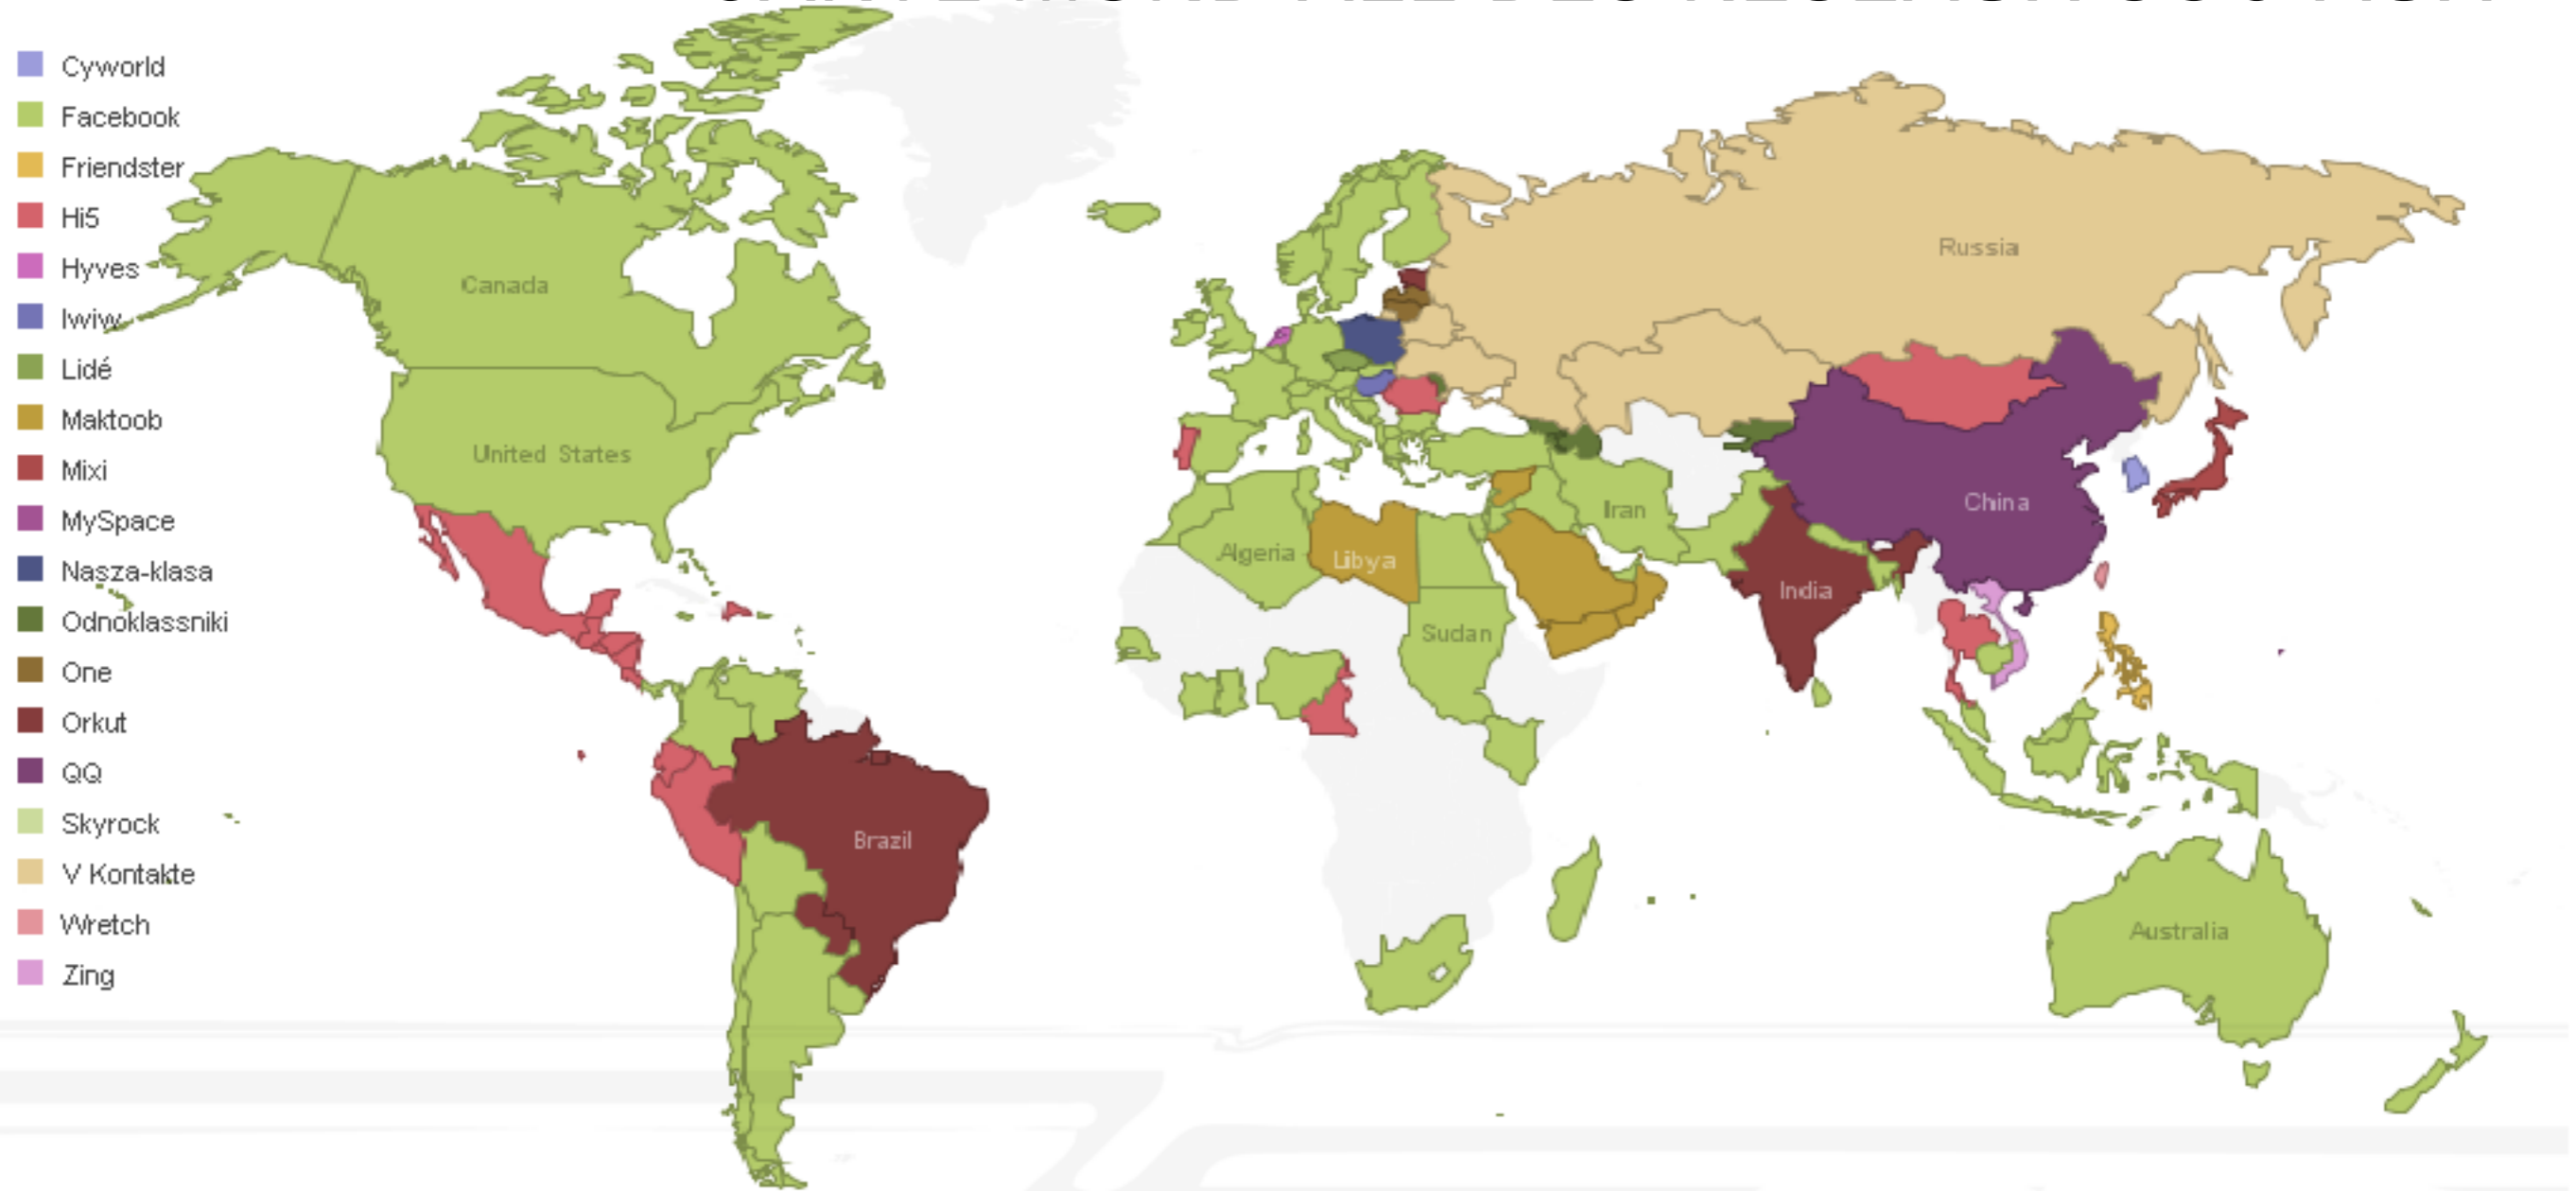 Cyworld
Facebook
Friendster
Hi5
Hyves
Iwiw
Lidé
Maktoob
Mixi
MySpace
Nasza-klasa
Odnoklassniki
One
Orkut
QQ
Skyrock
V Kontakte
Wretch
Zing
Canada
United States
Brazil
Russia
China
Iran
Algeria
Libya
India
Sudan
Australia